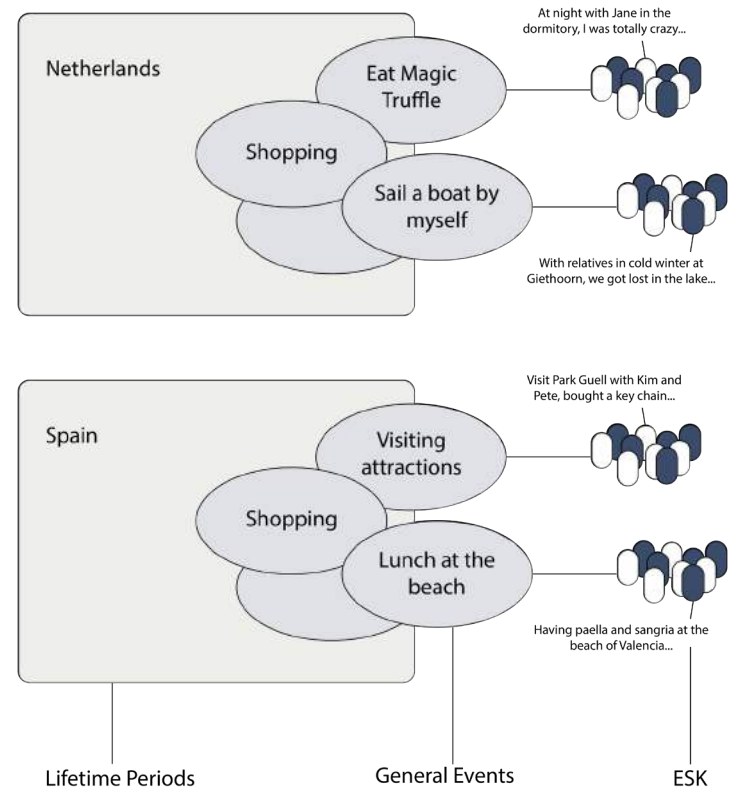 At night with Jane in the
dormitory, I was totally crazy...
Netherlands
Eat Magic
Truffle
Shopping
Sail a boat by
myself
With relatives in cold winter at
Giethoorn, we got lost in the lake...
Visit Park Guell with Kim and
Pete, bought a key chain...
Spain
Visiting
attractions
Shopping
Lunch at the
beach
Having paella and sangria at the
beach of Valencia...
Lifetime Periods
General Events
ESK